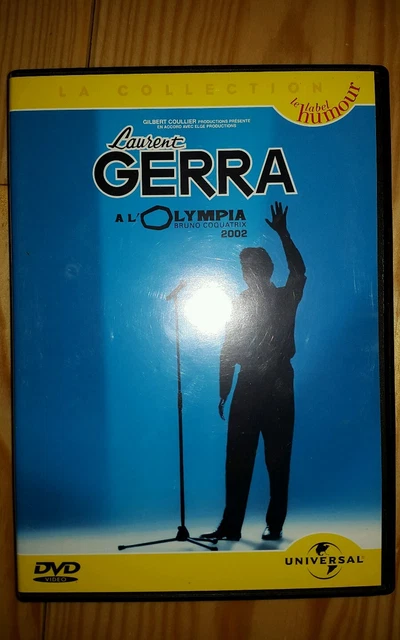 LA COLLECTION
le label
humour
GILBERT COULLIER PRODUCTIONS PRÉSENTE
EN ACCORD AVEC ELGE PRODUCTIONS
Laurent
GERRA
A L'OLYMPIA
BRUNO COQUATRIX
2002
DVD
VIDEO
UNIVERSAL